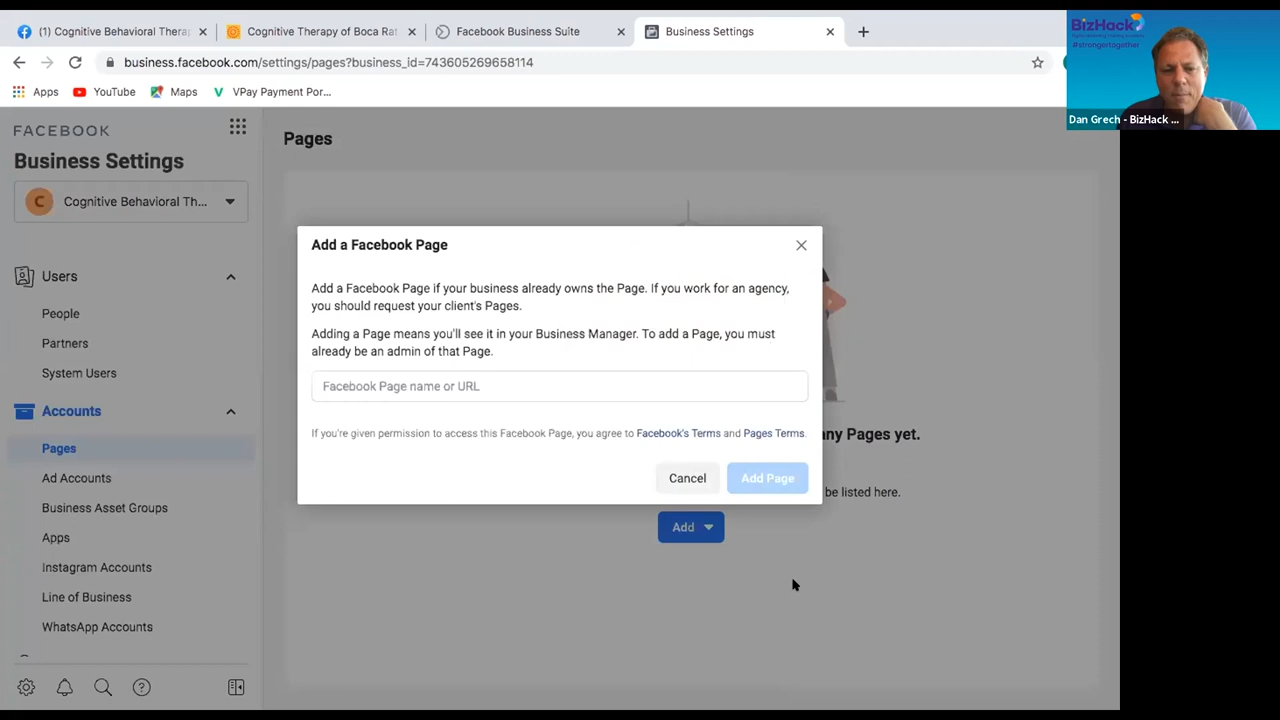 (1) Cognitive Behavioral Thera
Cognitive Therapy of Boca Rat
Facebook Business Suite
Business Settings
business.facebook.com/settings/pages?business_id=743605269658114
Apps
YouTube
Maps
VPay Payment Por...
BizHack
#strongertogether
Dan Grech - BizHack ...
FACEBOOK
Business Settings
C
Cognitive Behavioral Th...
Users
People
Partners
System Users
Accounts
Pages
Ad Accounts
Business Asset Groups
Apps
Instagram Accounts
Line of Business
WhatsApp Accounts
Pages
Add a Facebook Page
Add a Facebook Page if your business already owns the Page. If you work for an agency,
you should request your client's Pages.
Adding a Page means you'll see it in your Business Manager. To add a Page, you must
already be an admin of that Page.
Facebook Page name or URL
If you're given permission to access this Facebook Page, you agree to Facebook's Terms and Pages Terms.
Cancel
Add Page
any Pages yet.
be listed here.
Add